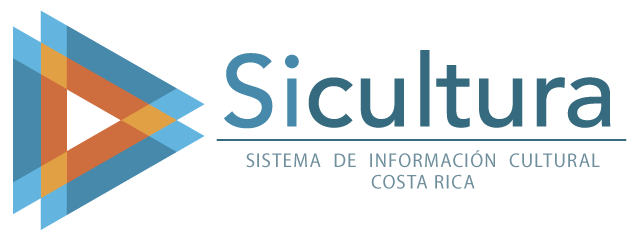 Sicultura
SISTEMA DE INFORMACIÓN CULTURAL
COSTA RICA